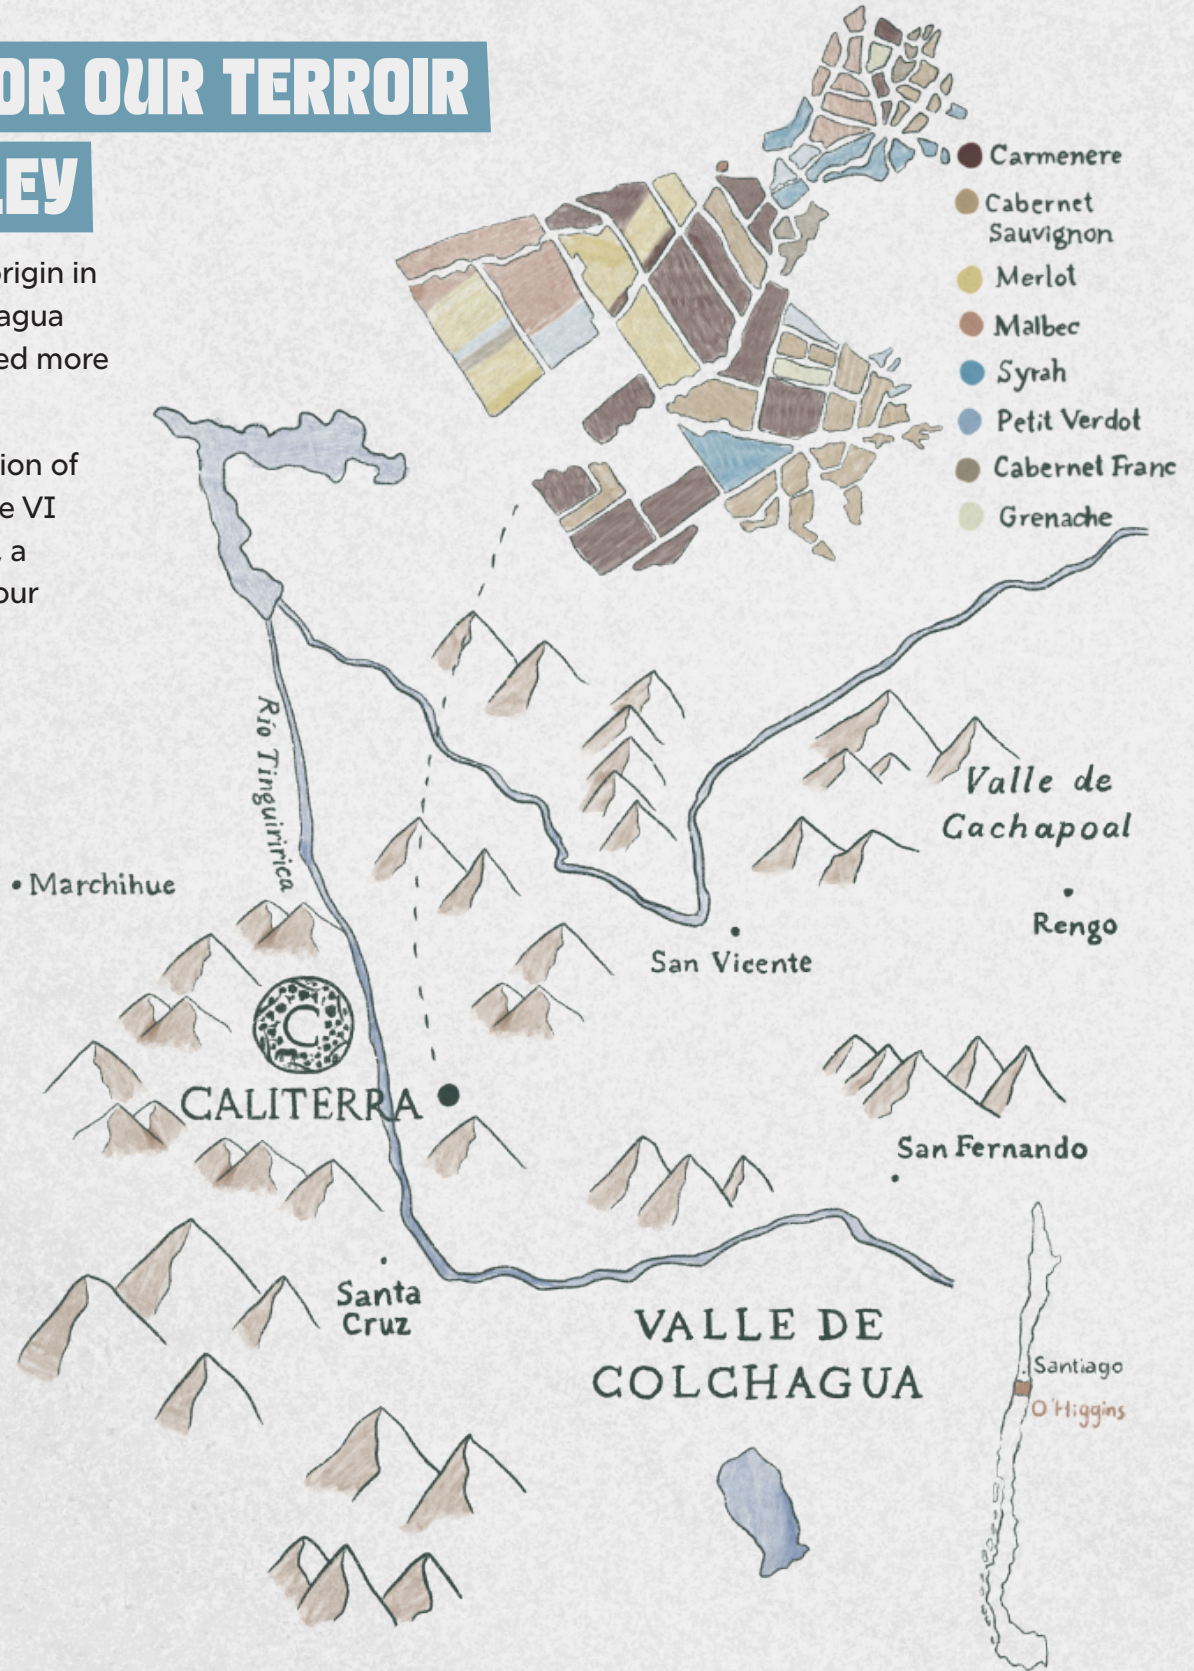 OR OUR TERROIR
LEY
origin in
agua
ed more
ion of
e VI
, a
our
Carmenere
Cabernet
Sauvignon
Merlot
Malbec
Syrah
Petit Verdot
Cabernet Franc
Grenache
Río Tinguiririca
Valle de
Cachapoal
• Marchihue
Rengo
San Vicente
C
CALITERRA
San Fernando
Santa
Cruz
VALLE DE
COLCHAGUA
Santiago
O'Higgins